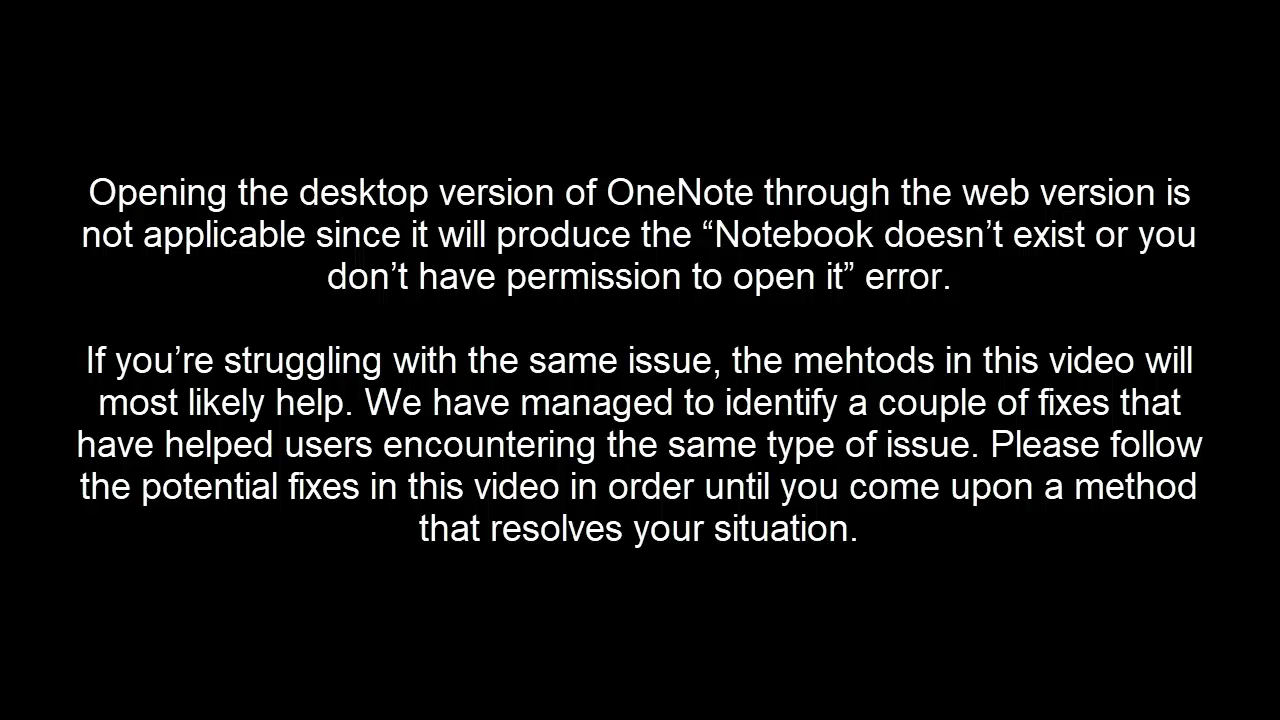 Opening the desktop version of OneNote through the web version is
not applicable since it will produce the “Notebook doesn’t exist or you
don’t have permission to open it” error.
If you’re struggling with the same issue, the mehtods in this video will
most likely help. We have managed to identify a couple of fixes that
have helped users encountering the same type of issue. Please follow
the potential fixes in this video in order until you come upon a method
that resolves your situation.